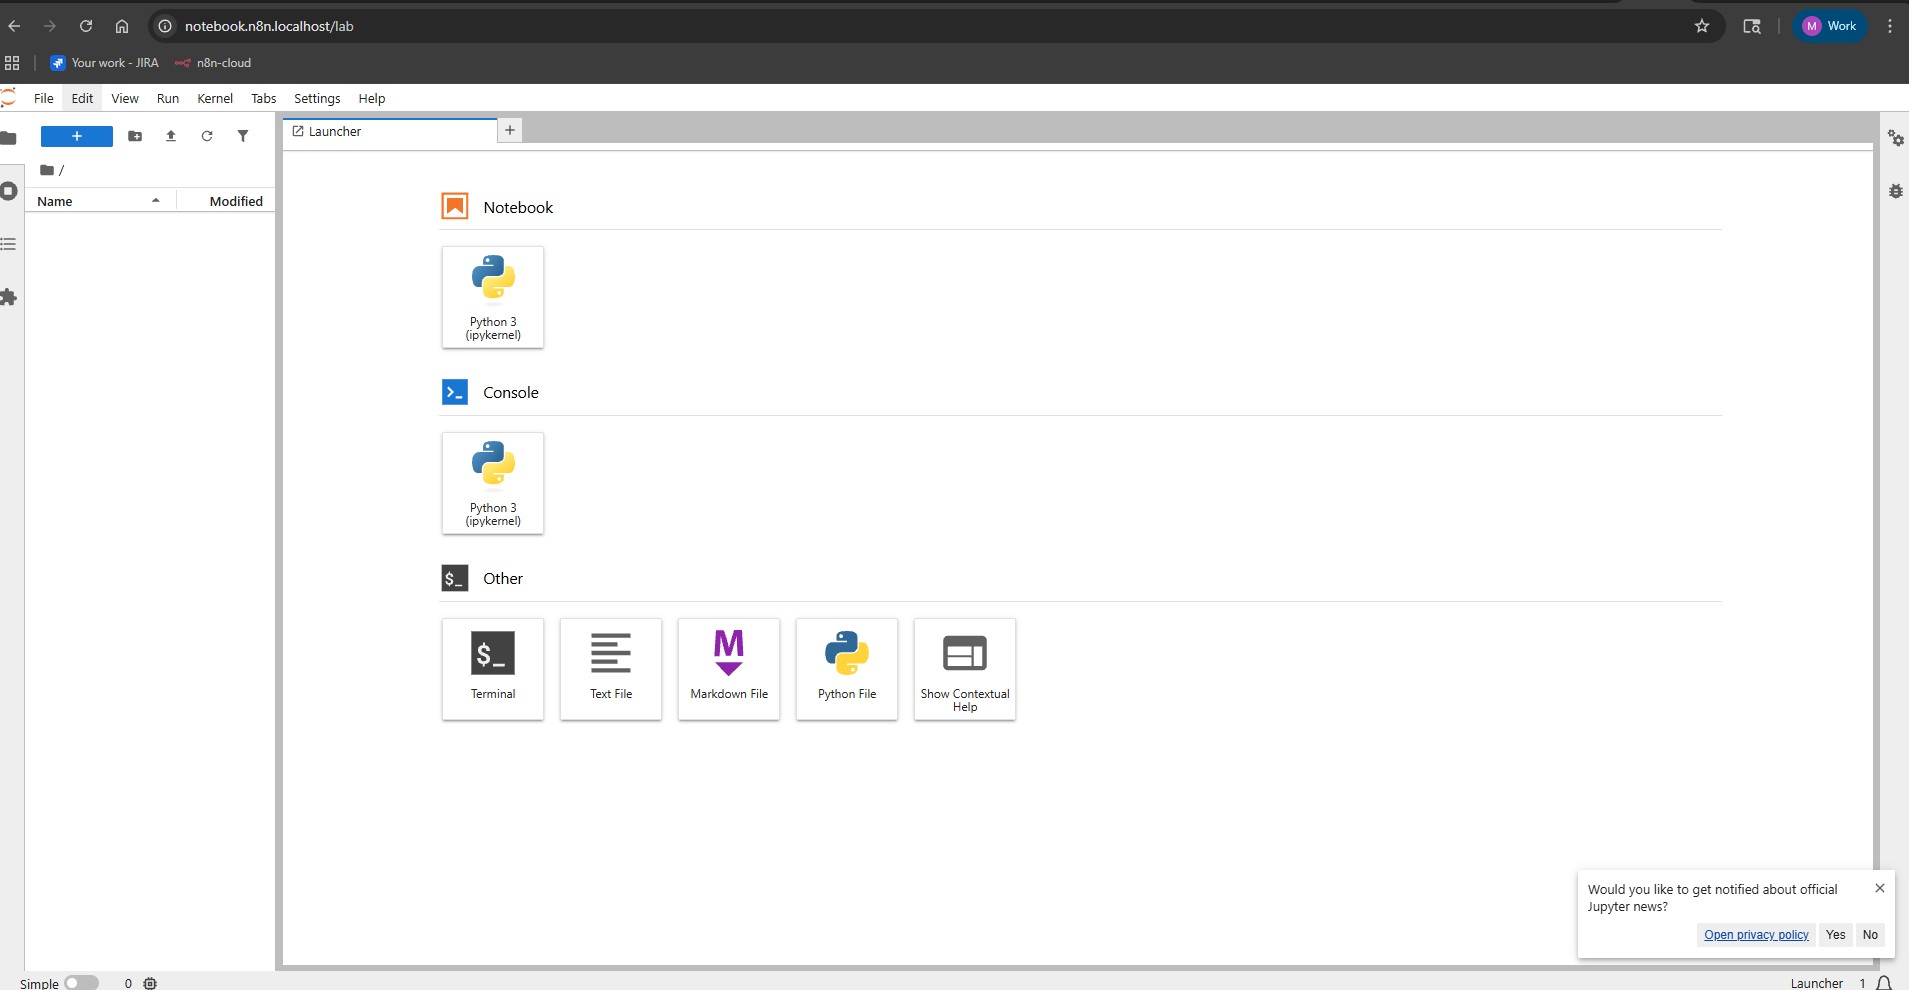 notebook.n8n.localhost/lab
M Work
Your work - JIRA n8n-cloud
File Edit View Run Kernel Tabs Settings Help
+
Launcher +
/
Name Modified
Notebook
Python 3
(ipykernel)
>_ Console
Python 3
(ipykernel)
$_ Other
$_
Terminal
Text File
M
Markdown File
Python File
Show Contextual
Help
Would you like to get notified about official
Jupyter news?
Open privacy policy Yes No
Simple 0 Launcher 1